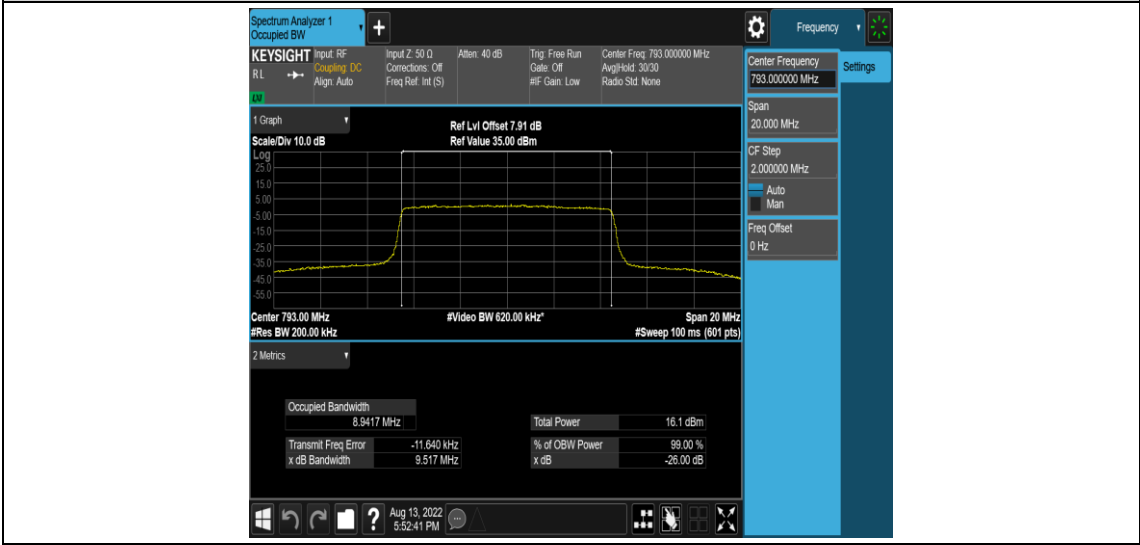 Spectrum Analyzer 1
Occupied BW
+
Frequency
KEYSIGHT Input: RF Input Z: 50 Ω Atten: 40 dB Trig: Free Run Center Freq: 793.000000 MHz
RL Coupling: DC Corrections: Off Gate: Off Avg|Hold: 30/30
Align: Auto Freq Ref: Int (S) #IF Gain: Low Radio Std: None
LM
Center Frequency
793.000000 MHz
Settings
Span
20.000 MHz
CF Step
2.000000 MHz
Auto
Man
Freq Offset
0 Hz
1 Graph
Ref Lvl Offset 7.91 dB
Scale/Div 10.0 dB Ref Value 35.00 dBm
Log
25.0
15.0
5.00
-5.00
-15.0
-25.0
-35.0
-45.0
-55.0
Center 793.00 MHz #Video BW 620.00 kHz* Span 20 MHz
#Res BW 200.00 kHz #Sweep 100 ms (601 pts)
2 Metrics
Occupied Bandwidth
8.9417 MHz Total Power 16.1 dBm
Transmit Freq Error -11.640 kHz % of OBW Power 99.00 %
x dB Bandwidth 9.517 MHz x dB -26.00 dB
? Aug 13, 2022
5:52:41 PM